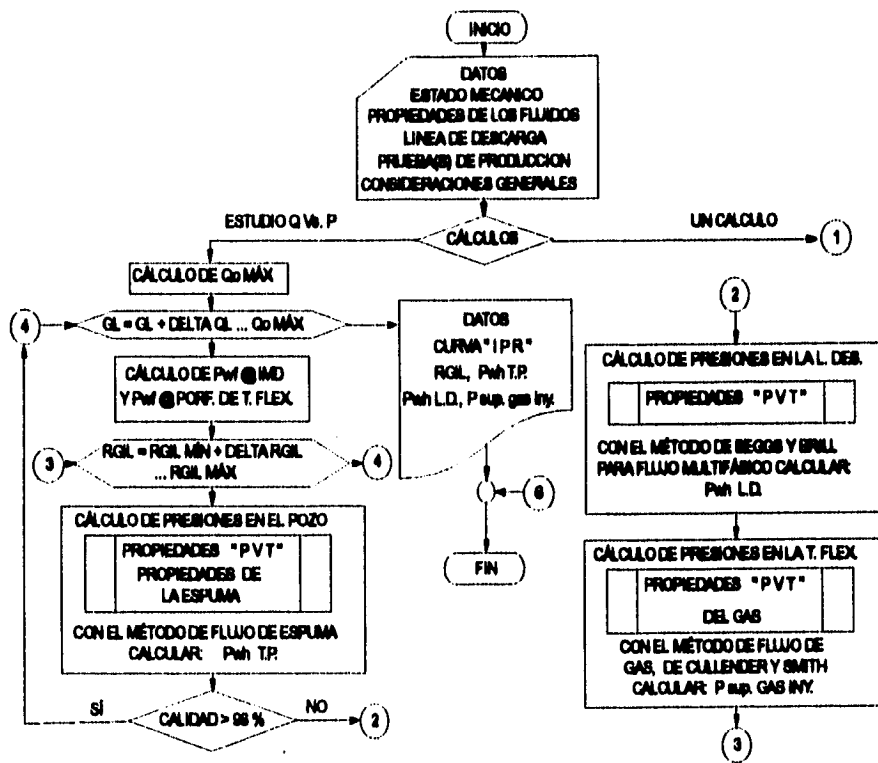 INICIO
DATOS
ESTADO MECANICO
PROPIEDADES DE LOS FLUIDOS
LINEA DE DESCARGA
PRUEBA(S) DE PRODUCCION
CONSIDERACIONES GENERALES
ESTUDIO Q Vs. P
CÁLCULOS
UN CALCULO
1
CÁLCULO DE Qo MÁX
4
GL = GL + DELTA QL ... Qo MÁX
CÁLCULO DE Pwf @ IMD
Y Pwf @ PORF. DE T. FLEX.
3
RGIL = RGIL MÍN + DELTA RGIL
... RGIL MÁX
4
CÁLCULO DE PRESIONES EN EL POZO
PROPIEDADES "PVT"
PROPIEDADES DE
LA ESPUMA
CON EL MÉTODO DE FLUJO DE ESPUMA
CALCULAR: Pwh T.P.
SÍ
CALIDAD > 98 %
NO
2
DATOS
CURVA "IPR"
RGIL, Pwh T.P.
Pwh L.D., P sup. gas iny.
6
FIN
2
CÁLCULO DE PRESIONES EN LA L. DES.
PROPIEDADES "PVT"
CON EL MÉTODO DE BEGGS Y BRILL
PARA FLUJO MULTIFÁSICO CALCULAR:
Pwh L.D.
CÁLCULO DE PRESIONES EN LA T. FLEX.
PROPIEDADES "PVT"
DEL GAS
CON EL MÉTODO DE FLUJO DE
GAS, DE CULLENDER Y SMITH
CALCULAR: P sup. GAS INY.
3